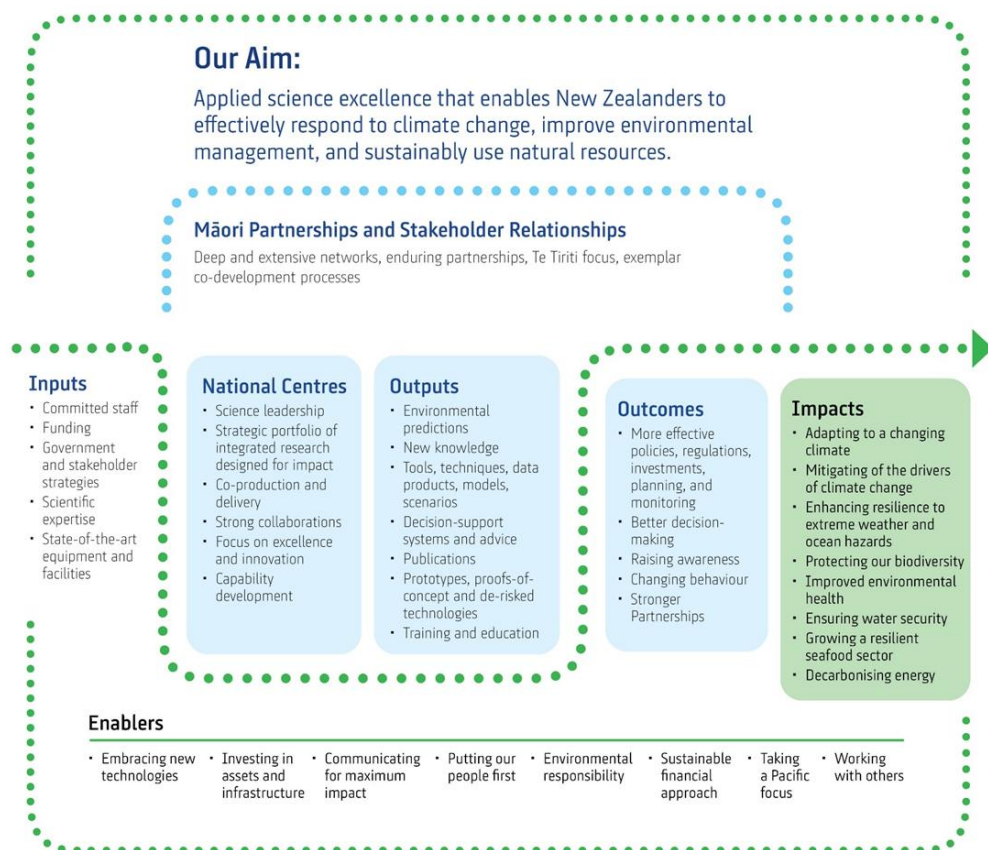 Our Aim:
Applied science excellence that enables New Zealanders to
effectively respond to climate change, improve environmental
management, and sustainably use natural resources.
Māori Partnerships and Stakeholder Relationships
Deep and extensive networks, enduring partnerships, Te Tiriti focus, exemplar
co-development processes
Inputs
• Committed staff
• Funding
• Government
and stakeholder
strategies
• Scientific
expertise
• State-of-the-art
equipment and
facilities
National Centres
• Science leadership
• Strategic portfolio of
integrated research
designed for impact
• Co-production and
delivery
• Strong collaborations
• Focus on excellence
and innovation
• Capability
development
Outputs
• Environmental
predictions
• New knowledge
• Tools, techniques, data
products, models,
scenarios
• Decision-support
systems and advice
• Publications
• Prototypes, proofs-of-
concept and de-risked
technologies
• Training and education
Outcomes
• More effective
policies, regulations,
investments,
planning, and
monitoring
• Better decision-
making
• Raising awareness
• Changing behaviour
• Stronger
Partnerships
Impacts
• Adapting to a changing
climate
• Mitigating of the drivers
of climate change
• Enhancing resilience to
extreme weather and
ocean hazards
• Protecting our biodiversity
• Improved environmental
health
• Ensuring water security
• Growing a resilient
seafood sector
• Decarbonising energy
Enablers
• Embracing new
technologies
• Investing in
assets and
infrastructure
• Communicating
for maximum
impact
• Putting our
people first
• Environmental
responsibility
• Sustainable
financial
approach
• Taking
a Pacific
focus
• Working
with others